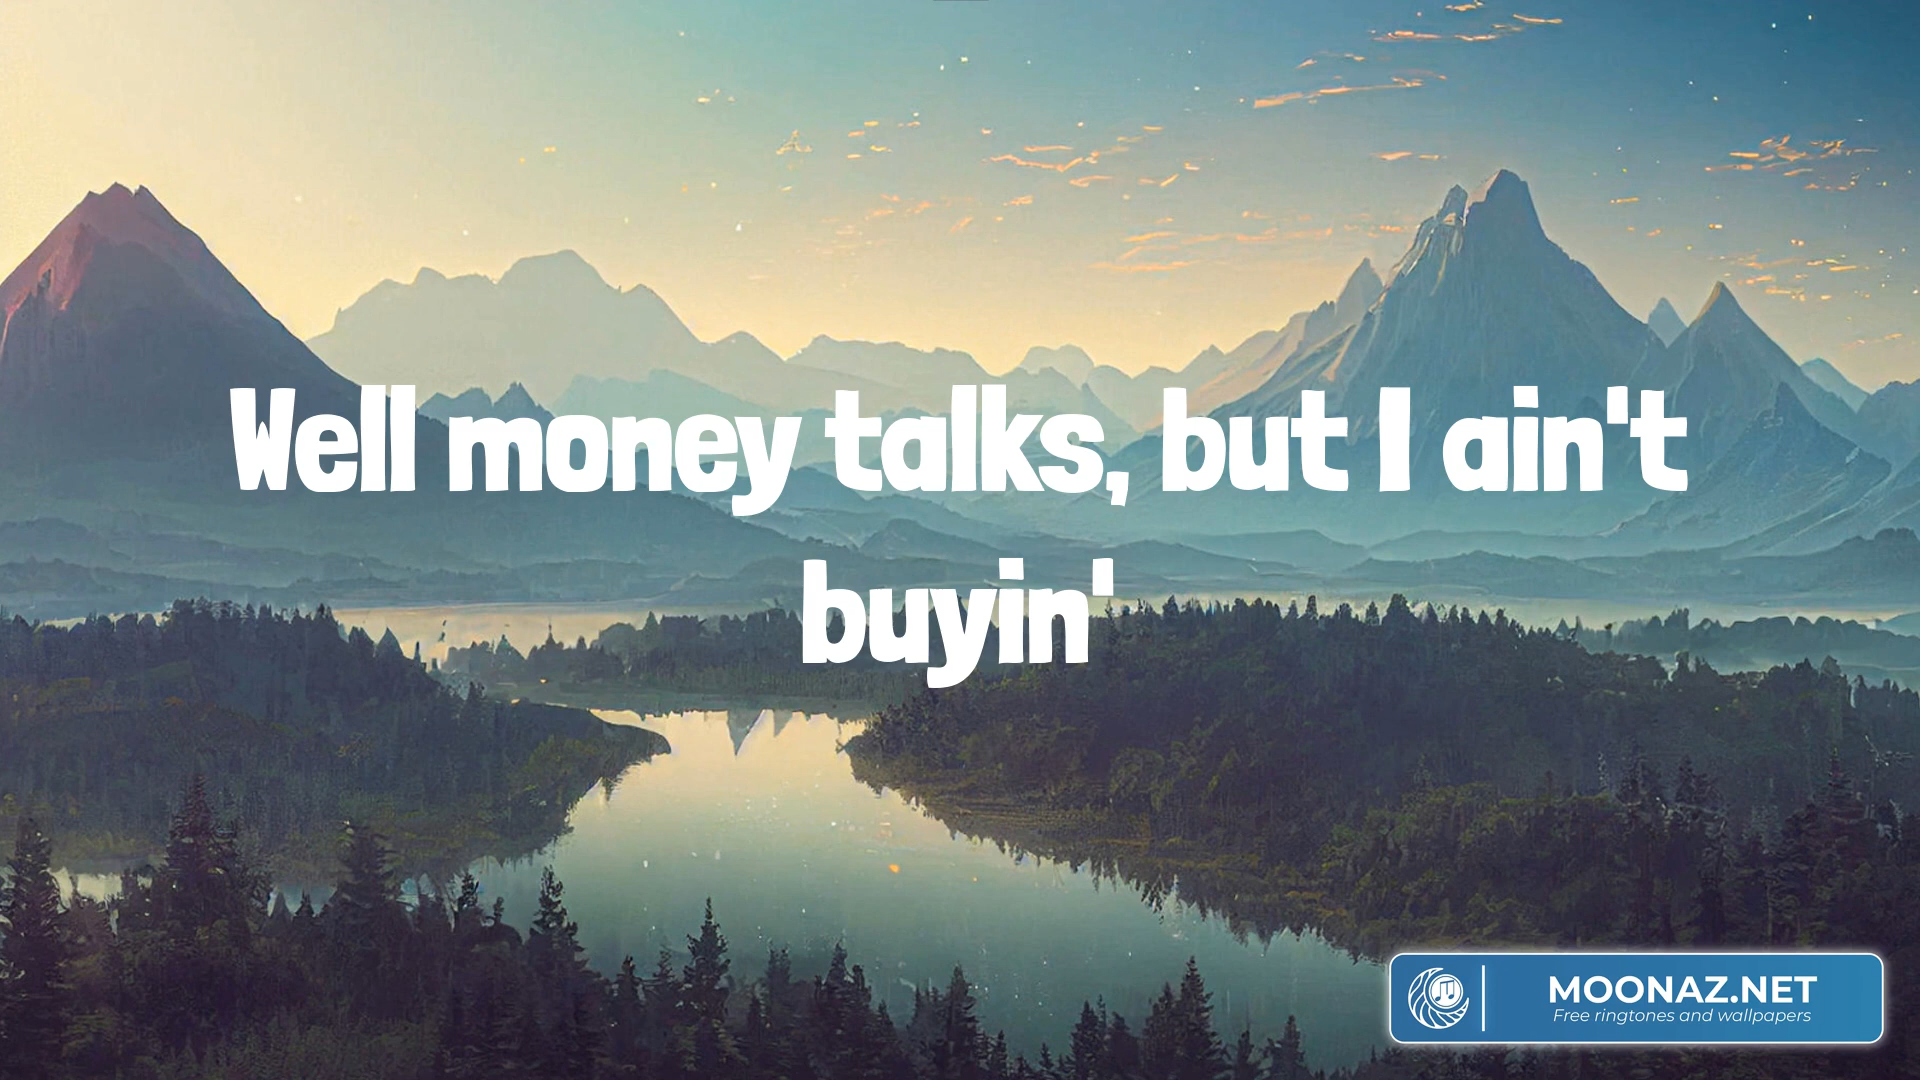 Well money talks, but I ain't
buyin'
MOONAZ.NET
Free ringtones and wallpapers